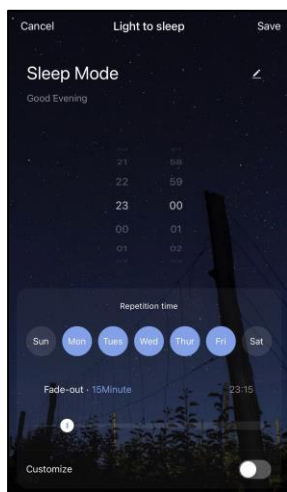 Cancel Light to sleep Save
Sleep Mode
Good Evening
21 58
22 59
23 00
00 01
01 02
Repetition time
Sun Mon Tues Wed Thur Fri Sat
Fade-out · 15Minute 23:15
Customize